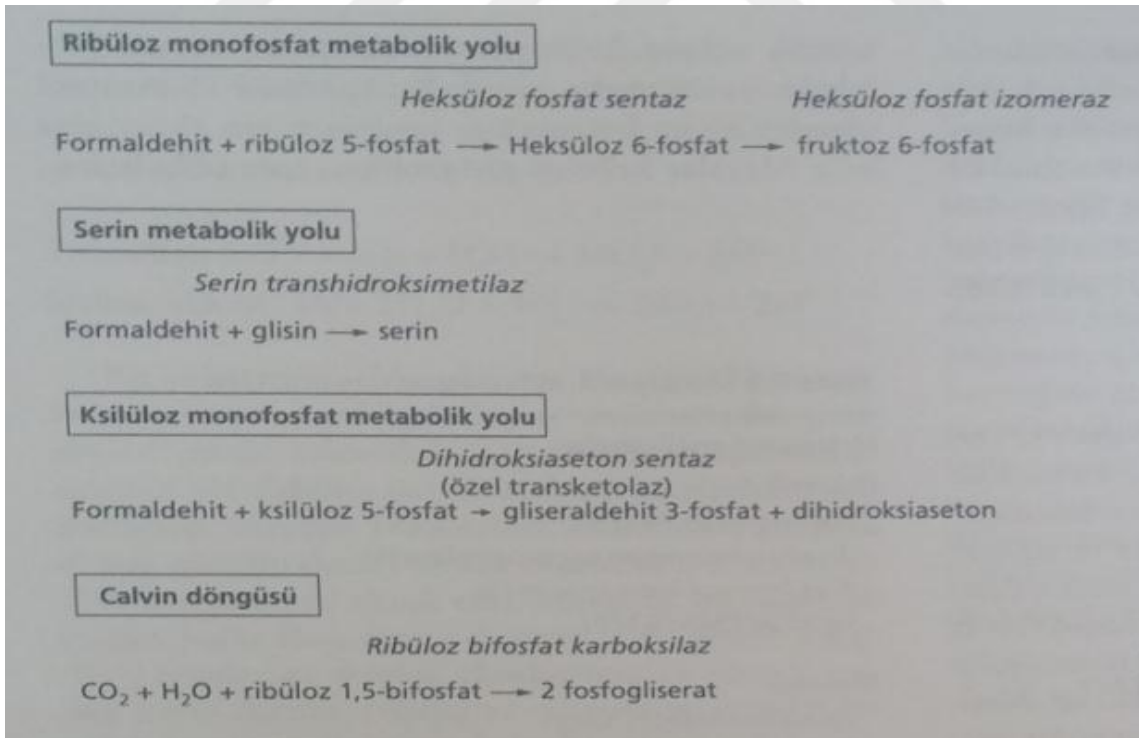 Ribüloz monofosfat metabolik yolu
Heksüloz fosfat sentaz Heksüloz fosfat izomeraz
Formaldehit + ribüloz 5-fosfat → Heksüloz 6-fosfat → fruktoz 6-fosfat
Serin metabolik yolu
Serin transhidroksimetilaz
Formaldehit + glisin → serin
Ksilüloz monofosfat metabolik yolu
Dihidroksiaseton sentaz
(özel transketolaz)
Formaldehit + ksilüloz 5-fosfat → gliseraldehit 3-fosfat + dihidroksiaseton
Calvin döngüsü
Ribüloz bifosfat karboksilaz
CO₂ + H₂O + ribüloz 1,5-bifosfat → 2 fosfogliserat